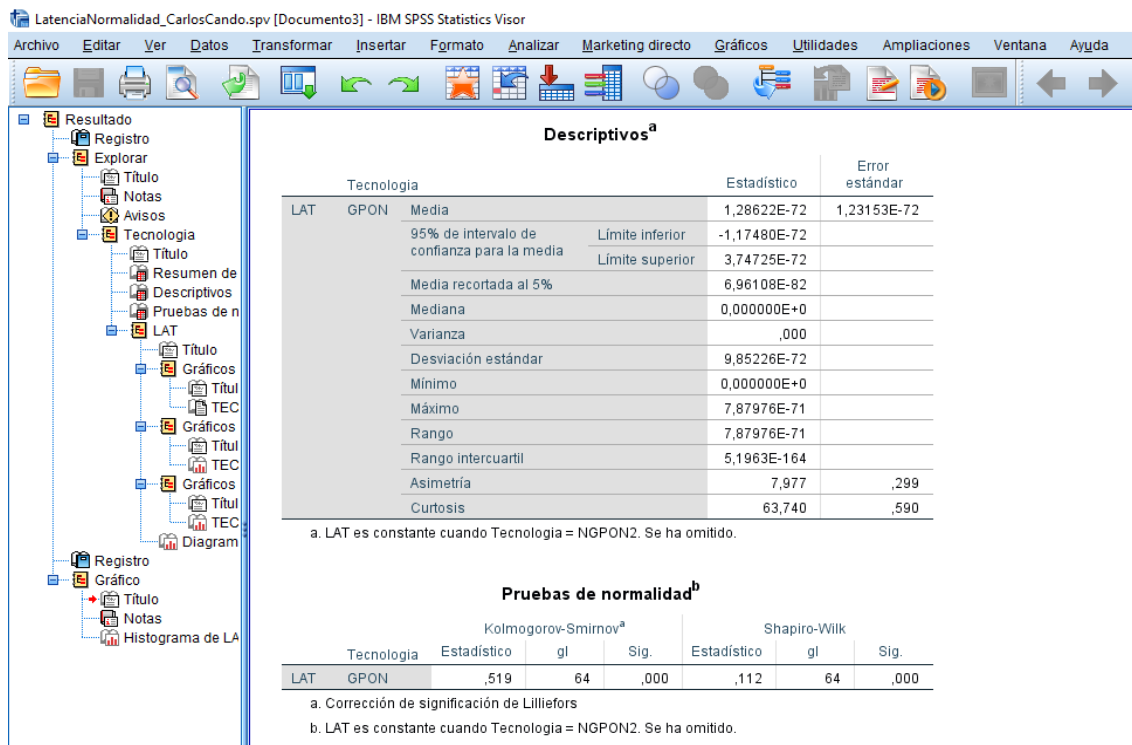 LatenciaNormalidad_CarlosCando.spv [Documento3] - IBM SPSS Statistics Visor
Archivo Editar Ver Datos Transformar Insertar Formato Analizar Marketing directo Gráficos Utilidades Ampliaciones Ventana Ayuda
Resultado
Registro
Explorar
Título
Notas
Avisos
Tecnologia
Título
Resumen de
Descriptivos
Pruebas de n
LAT
Título
Gráficos
Títul
TEC
Gráficos
Títul
TEC
Gráficos
Títul
TEC
Diagram
Registro
Gráfico
Título
Notas
Histograma de LA
Descriptivosa
Tecnologia Estadístico Error estándar
LAT GPON Media 1,28622E-72 1,23153E-72
95% de intervalo de confianza para la media Límite inferior -1,17480E-72
Límite superior 3,74725E-72
Media recortada al 5% 6,96108E-82
Mediana 0,000000E+0
Varianza ,000
Desviación estándar 9,85226E-72
Mínimo 0,000000E+0
Máximo 7,87976E-71
Rango 7,87976E-71
Rango intercuartil 5,1963E-164
Asimetría 7,977 ,299
Curtosis 63,740 ,590
a. LAT es constante cuando Tecnologia = NGPON2. Se ha omitido.
Pruebas de normalidadb
Kolmogorov-Smirnova Shapiro-Wilk
Tecnologia Estadístico gl Sig. Estadístico gl Sig.
LAT GPON ,519 64 ,000 ,112 64 ,000
a. Corrección de significación de Lilliefors
b. LAT es constante cuando Tecnologia = NGPON2. Se ha omitido.